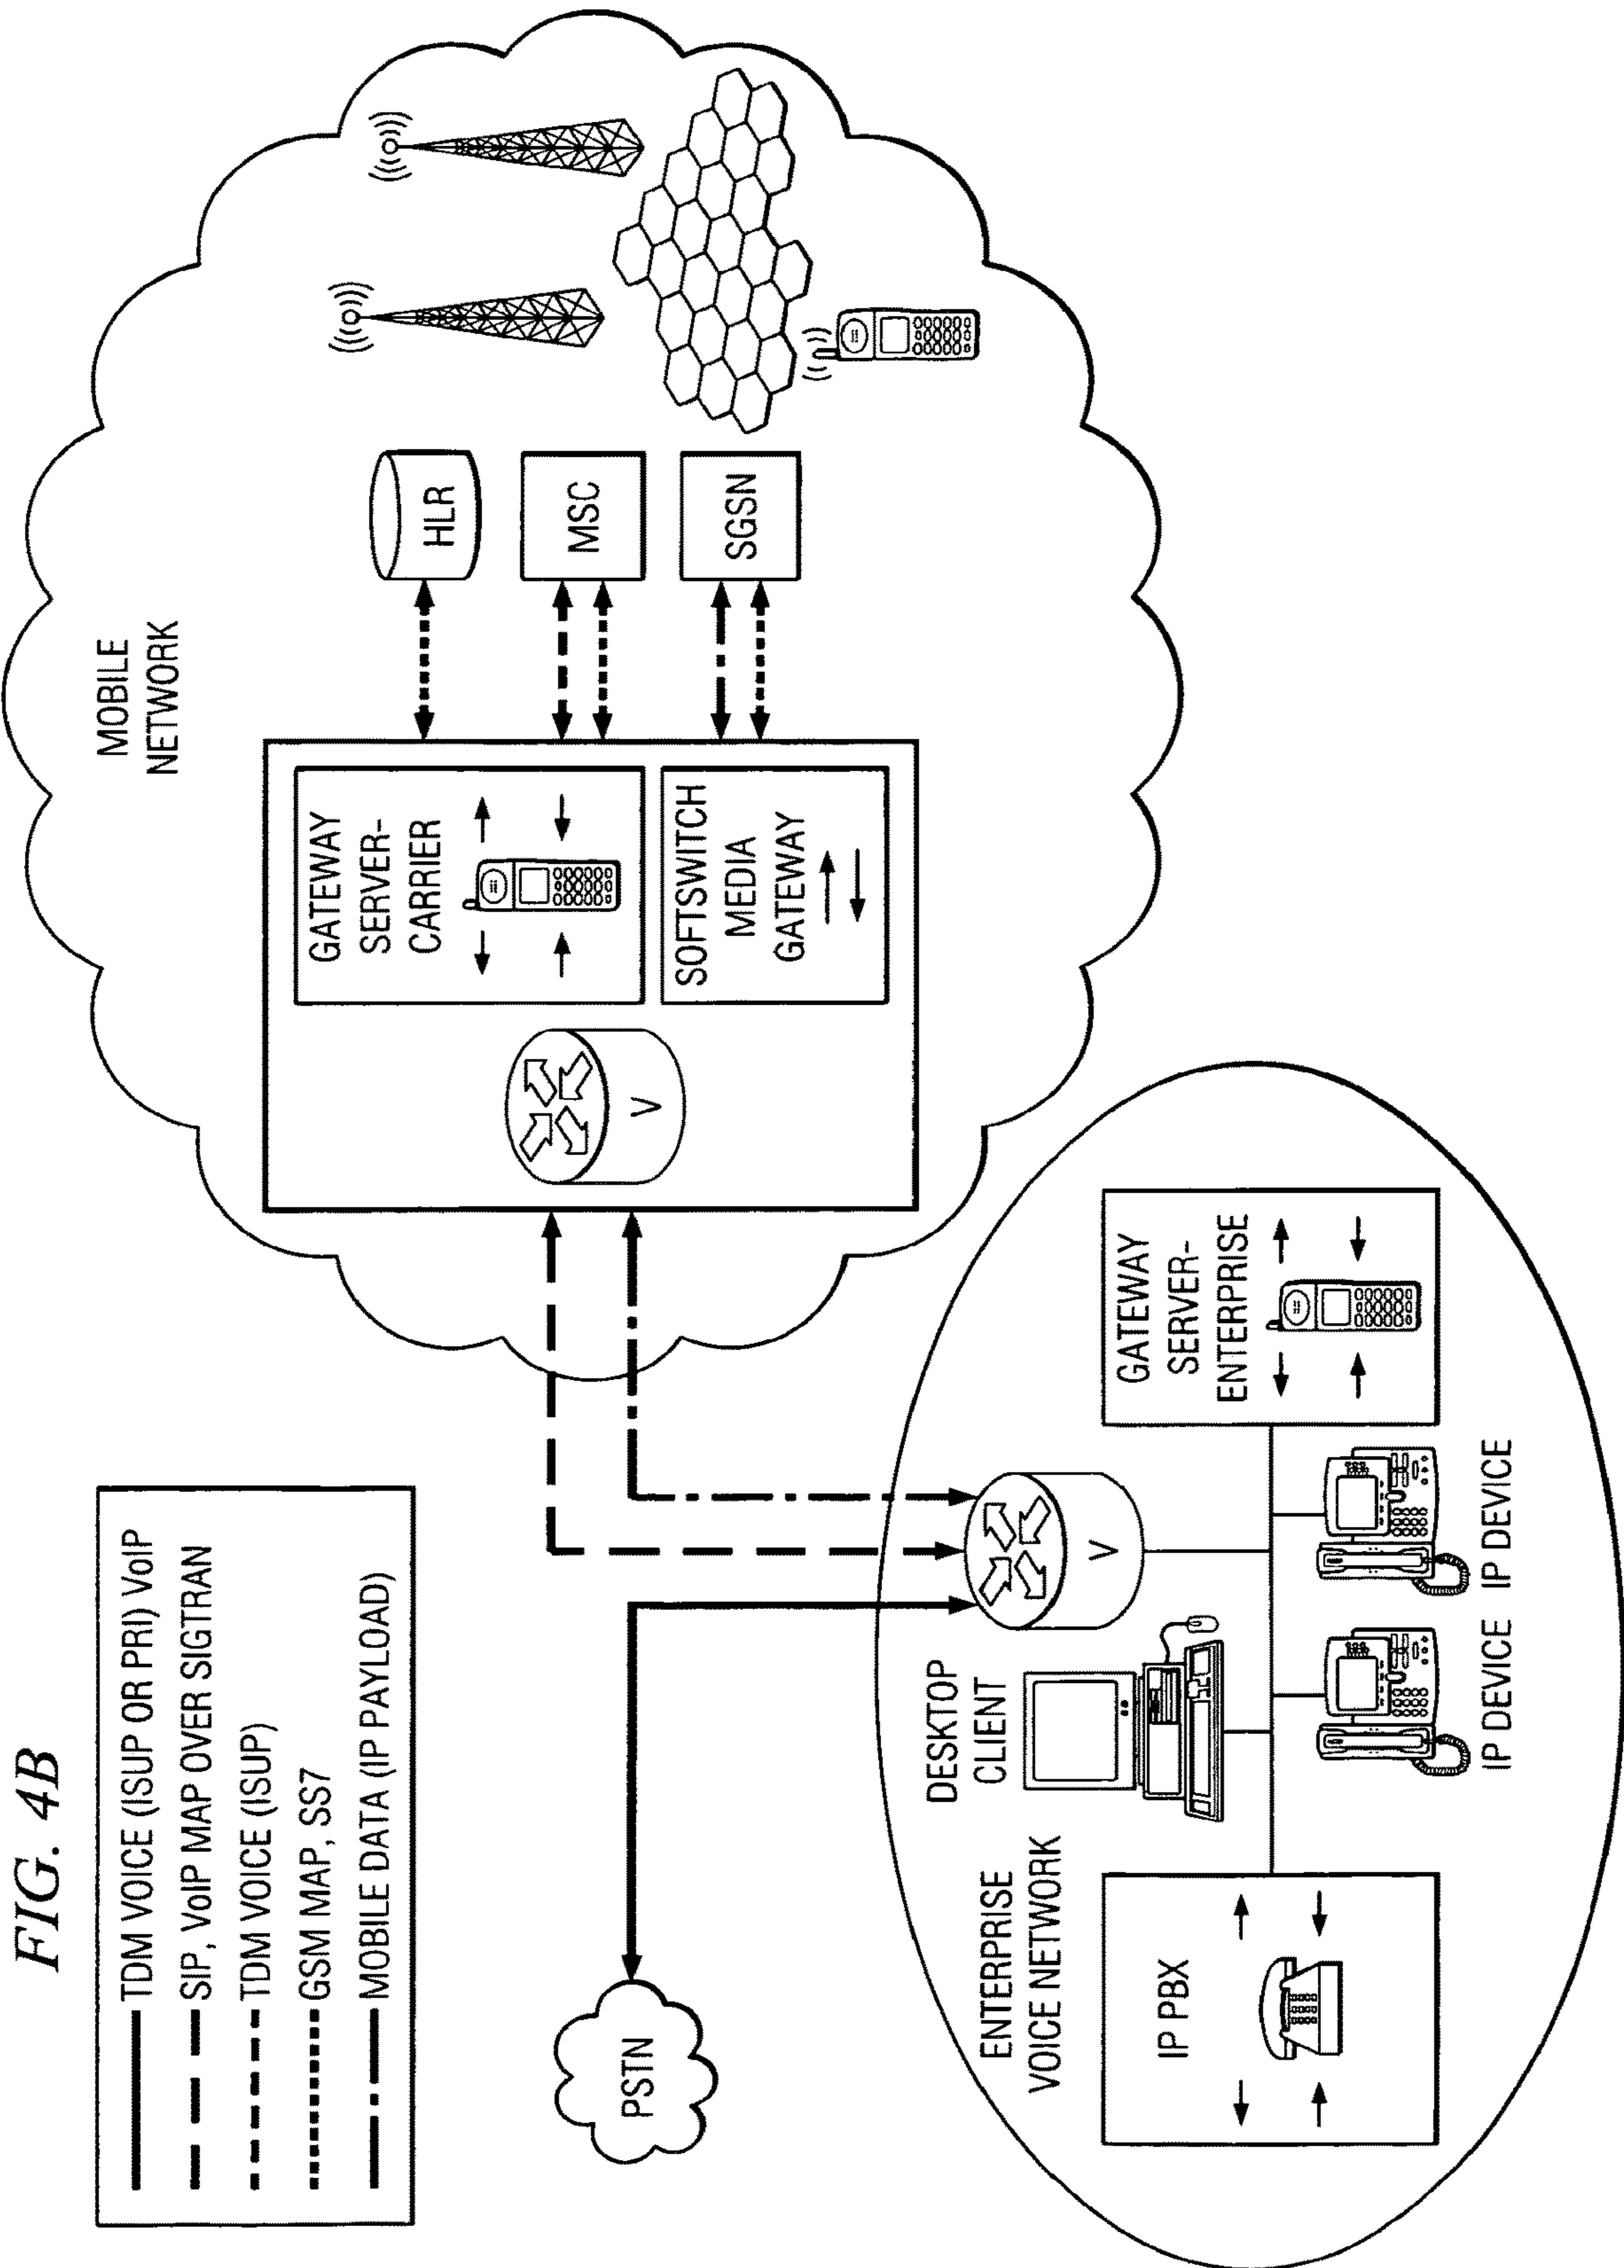 FIG. 4B
TDM VOICE (ISUP OR PRI) VoIP
SIP, VoIP MAP OVER SIGTRAN
TDM VOICE (ISUP)
GSM MAP, SS7
MOBILE DATA (IP PAYLOAD)
MOBILE
NETWORK
GATEWAY
SERVER-
CARRIER
SOFTSWITCH
MEDIA
GATEWAY
V
HLR
MSC
SGSN
PSTN
ENTERPRISE
VOICE NETWORK
DESKTOP
CLIENT
V
IP PBX
IP DEVICE
IP DEVICE
GATEWAY
SERVER-
ENTERPRISE